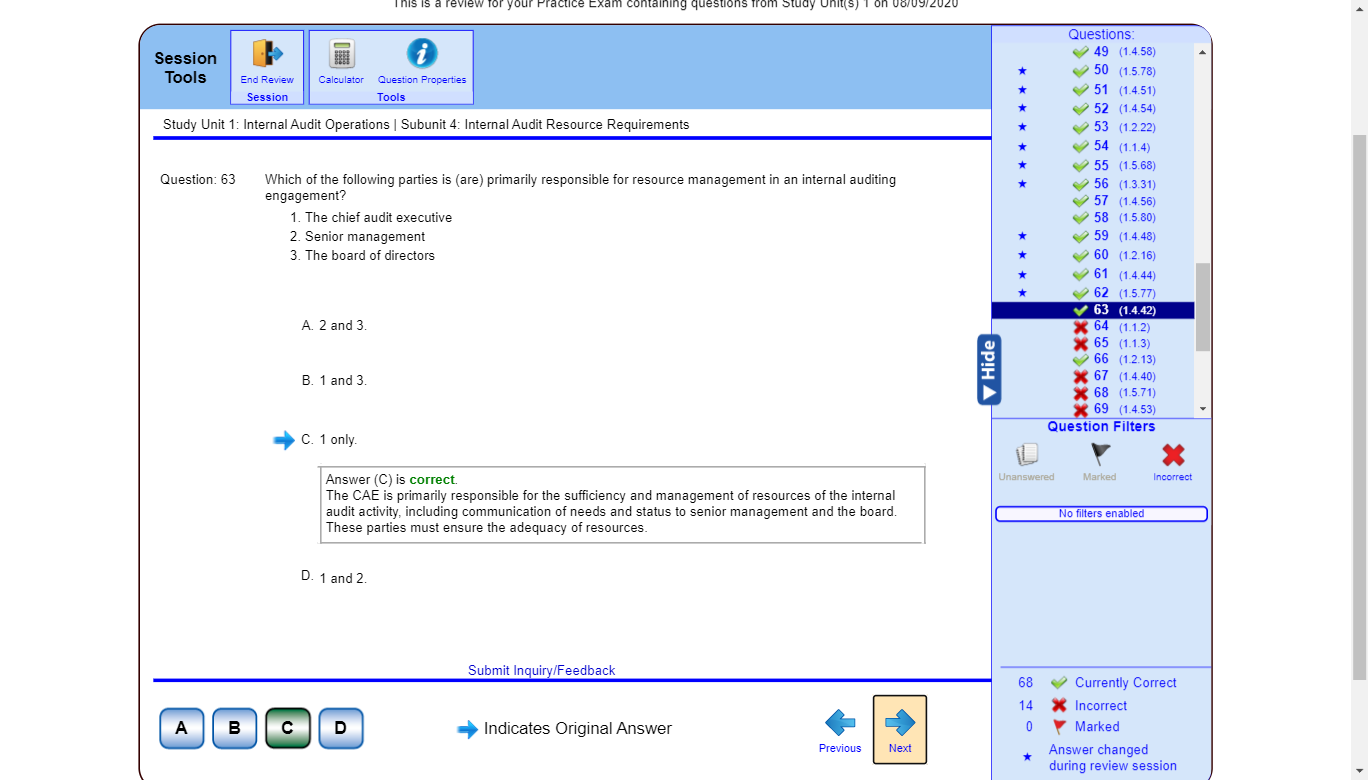 This is a review for your Practice Exam containing questions from Study Unit(s) 1 on 08/09/2020
Session Tools
End Review
Session
Calculator
Question Properties
Tools
Study Unit 1: Internal Audit Operations | Subunit 4: Internal Audit Resource Requirements
Question: 63
Which of the following parties is (are) primarily responsible for resource management in an internal auditing
engagement?
1. The chief audit executive
2. Senior management
3. The board of directors
A. 2 and 3.
B. 1 and 3.
C. 1 only.
Answer (C) is correct.
The CAE is primarily responsible for the sufficiency and management of resources of the internal
audit activity, including communication of needs and status to senior management and the board.
These parties must ensure the adequacy of resources.
D. 1 and 2.
Submit Inquiry/Feedback
A B C D
Indicates Original Answer
Previous
Next
Questions:
49 (1.4.58)
50 (1.5.78)
51 (1.4.51)
52 (1.4.54)
53 (1.2.22)
54 (1.1.4)
55 (1.5.68)
56 (1.3.31)
57 (1.4.56)
58 (1.5.80)
59 (1.4.48)
60 (1.2.16)
61 (1.4.44)
62 (1.5.77)
63 (1.4.42)
64 (1.1.2)
65 (1.1.3)
66 (1.2.13)
67 (1.4.40)
68 (1.5.71)
69 (1.4.53)
Hide
Question Filters
Unanswered
Marked
Incorrect
No filters enabled
68 Currently Correct
14 Incorrect
0 Marked
Answer changed
during review session